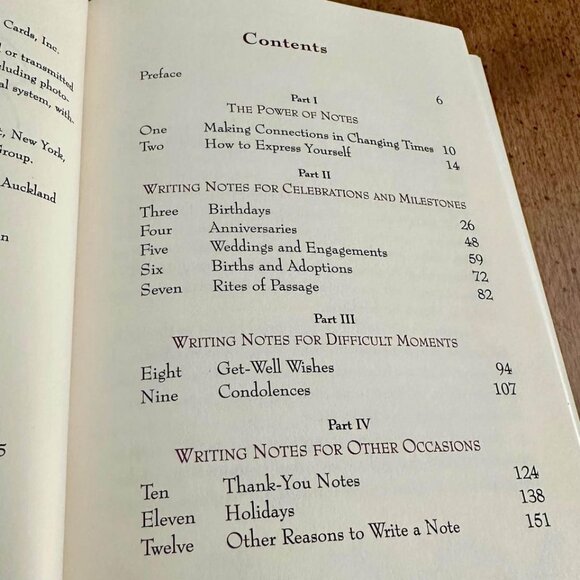 Cards, Inc.
or transmitted
cluding photo-
al system, with-
New York,
Group.
Auckland
5
Contents
Preface 6
Part I
THE POWER OF NOTES
One Making Connections in Changing Times 10
Two How to Express Yourself 14
Part II
WRITING NOTES FOR CELEBRATIONS AND MILESTONES
Three Birthdays 26
Four Anniversaries 48
Five Weddings and Engagements 59
Six Births and Adoptions 72
Seven Rites of Passage 82
Part III
WRITING NOTES FOR DIFFICULT MOMENTS
Eight Get-Well Wishes 94
Nine Condolences 107
Part IV
WRITING NOTES FOR OTHER OCCASIONS
Ten Thank-You Notes 124
Eleven Holidays 138
Twelve Other Reasons to Write a Note 151